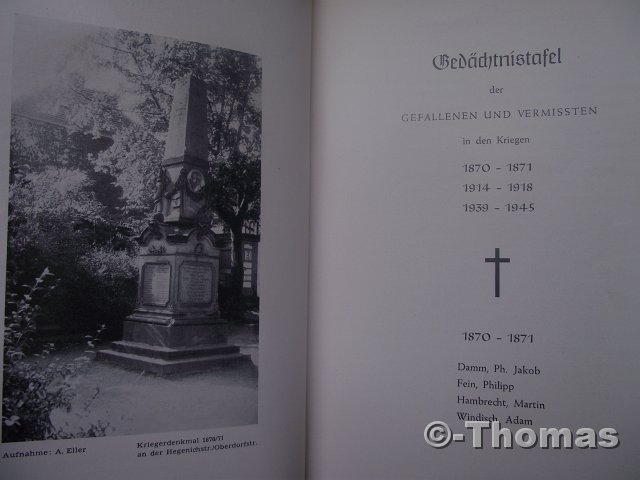 Aufnahme: A. Eller
Kriegerdenkmal 1870/71
an der Hegenichstr./Oberdorfstr.
Gedächtnistafel
der
GEFALLENEN UND VERMISSTEN
in den Kriegen
1870 - 1871
1914 - 1918
1939 - 1945
1870 - 1871
Damm, Ph. Jakob
Fein, Philipp
Hambrecht, Martin
Windisch, Adam
©-Thomas